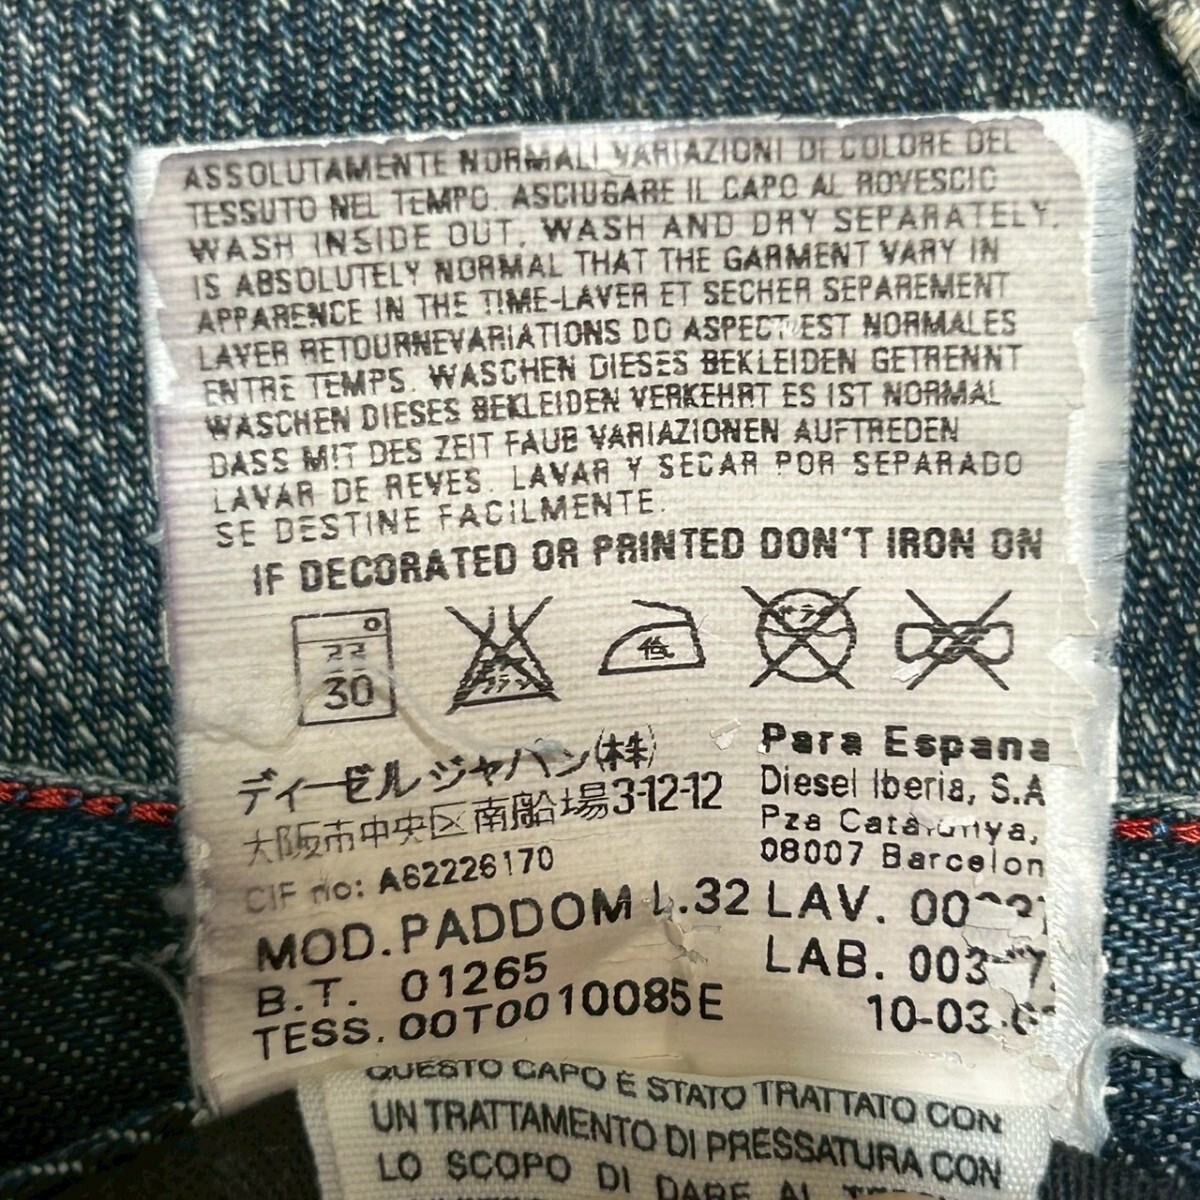 ASSOLUTAMENTE NORMALI VARIAZIONI DI COLORE DEL
TESSUTO NEL TEMPO. ASCIUGARE IL CAPO AL ROVESCIO
WASH INSIDE OUT. WASH AND DRY SEPARATELY.
IS ABSOLUTELY NORMAL THAT THE GARMENT VARY IN
APPARENCE IN THE TIME-LAVER ET SECHER SEPAREMENT
LAVER RETOURNEVARIATIONS DO ASPECT EST NORMALES
ENTRE TEMPS. WASCHEN DIESES BEKLEIDEN GETRENNT
WASCHEN DIESES BEKLEIDEN VERKEHRT ES IST NORMAL
DASS MIT DES ZEIT FAUB VARIAZIONEN AUFTREDEN
LAVAR DE REVES. LAVAR Y SECAR POR SEPARADO
SE DESTINE FACILMENTE.
IF DECORATED OR PRINTED DON'T IRON ON
30
低
ディーゼルジャパン(株)
大阪市中央区南船場3-12-12
CIF no: A62226170
Para Espana
Diesel Iberia, S.A
Pza
08007 Barcelon
MOD. PADDOM L.32
B.T. 01265
TESS. 00T0010085E
LAV.
LAB.
10-03
QUESTO CAPO È STATO TRATTATO CON
UN TRATTAMENTO DI PRESSATURA CON
LO SCOPO DI DARE AL